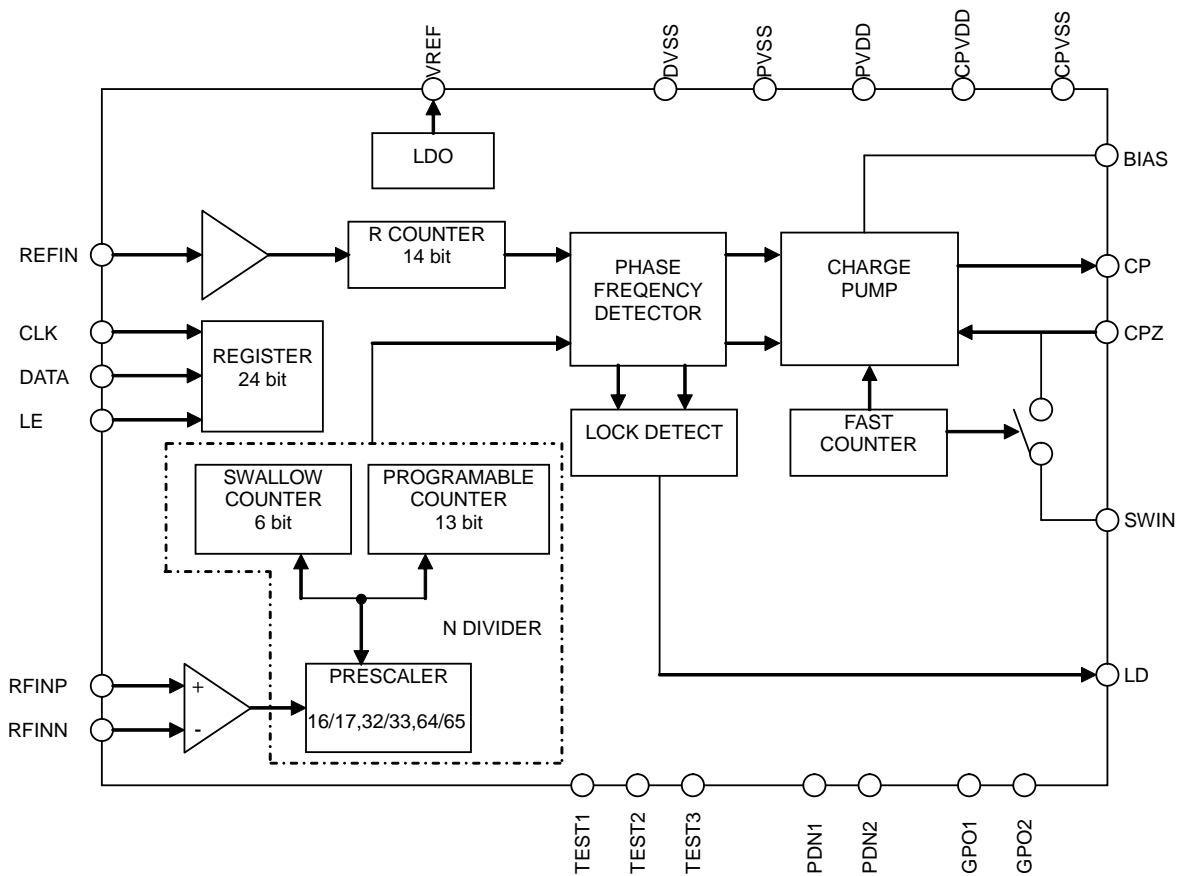 VREF
DVSS
PVSS
PVDD
CPVDD
CPVSS
LDO
BIAS
REFIN
R COUNTER
14 bit
PHASE
FREQENCY
DETECTOR
CHARGE
PUMP
CP
CLK
DATA
LE
REGISTER
24 bit
CPZ
LOCK DETECT
FAST
COUNTER
SWALLOW
COUNTER
6 bit
PROGRAMABLE
COUNTER
13 bit
SWIN
N DIVIDER
RFINP
RFINN
+
-
PRESCALER
16/17,32/33,64/65
LD
TEST1
TEST2
TEST3
PDN1
PDN2
GPO1
GPO2